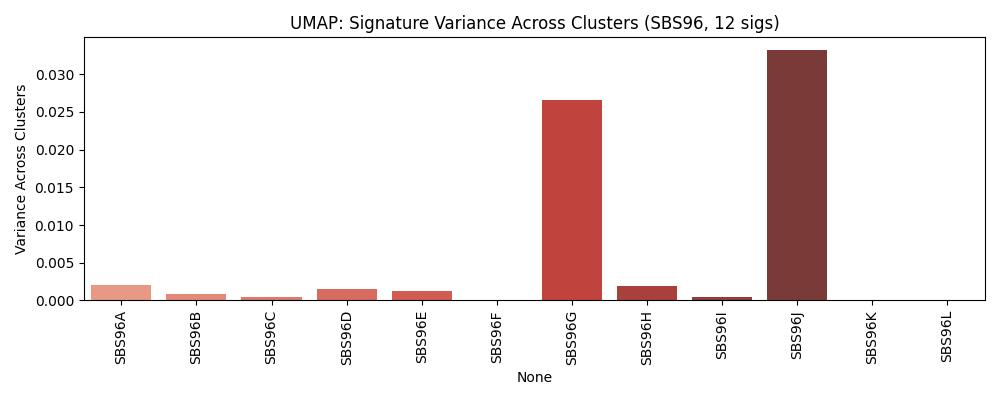 UMAP: Signature Variance Across Clusters (SBS96, 12 sigs)
Variance Across Clusters
0.030
0.025
0.020
0.015
0.010
0.005
0.000
SBS96A
SBS96B
SBS96C
SBS96D
SBS96E
SBS96F
SBS96G
SBS96H
SBS96I
SBS96J
SBS96K
SBS96L
None